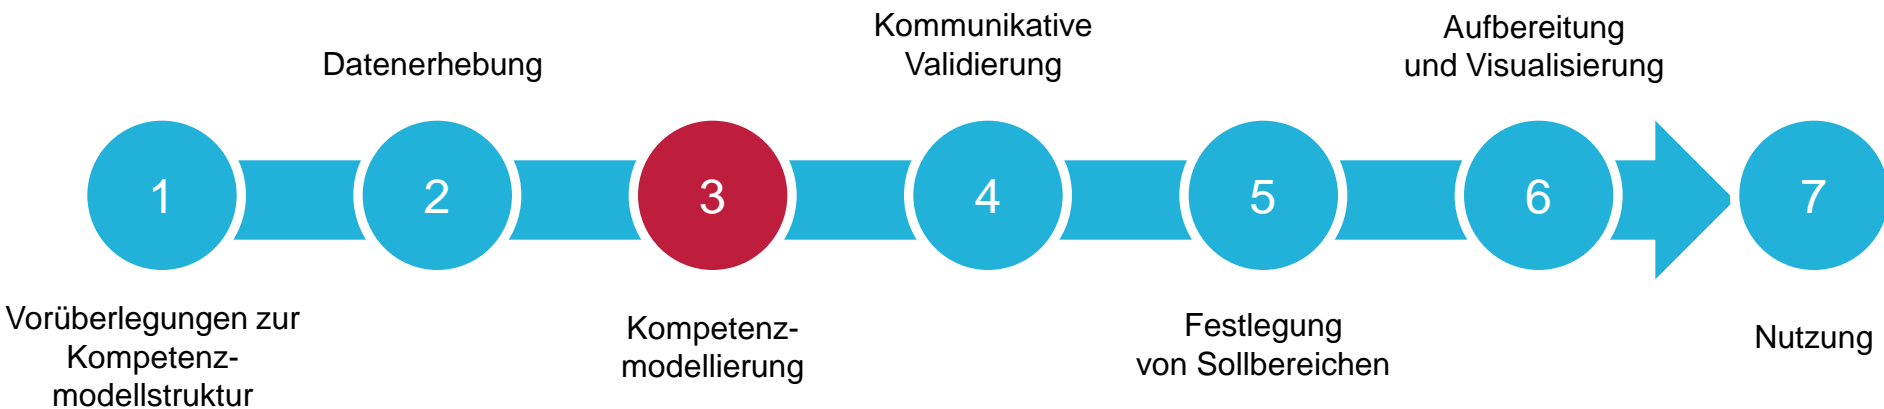 Kommunikative
Validierung
Aufbereitung
und Visualisierung
Datenerhebung
1
2
3
4
5
6
7
Vorüberlegungen zur
Kompetenz-
modellstruktur
Kompetenz-
modellierung
Festlegung
von Sollbereichen
Nutzung